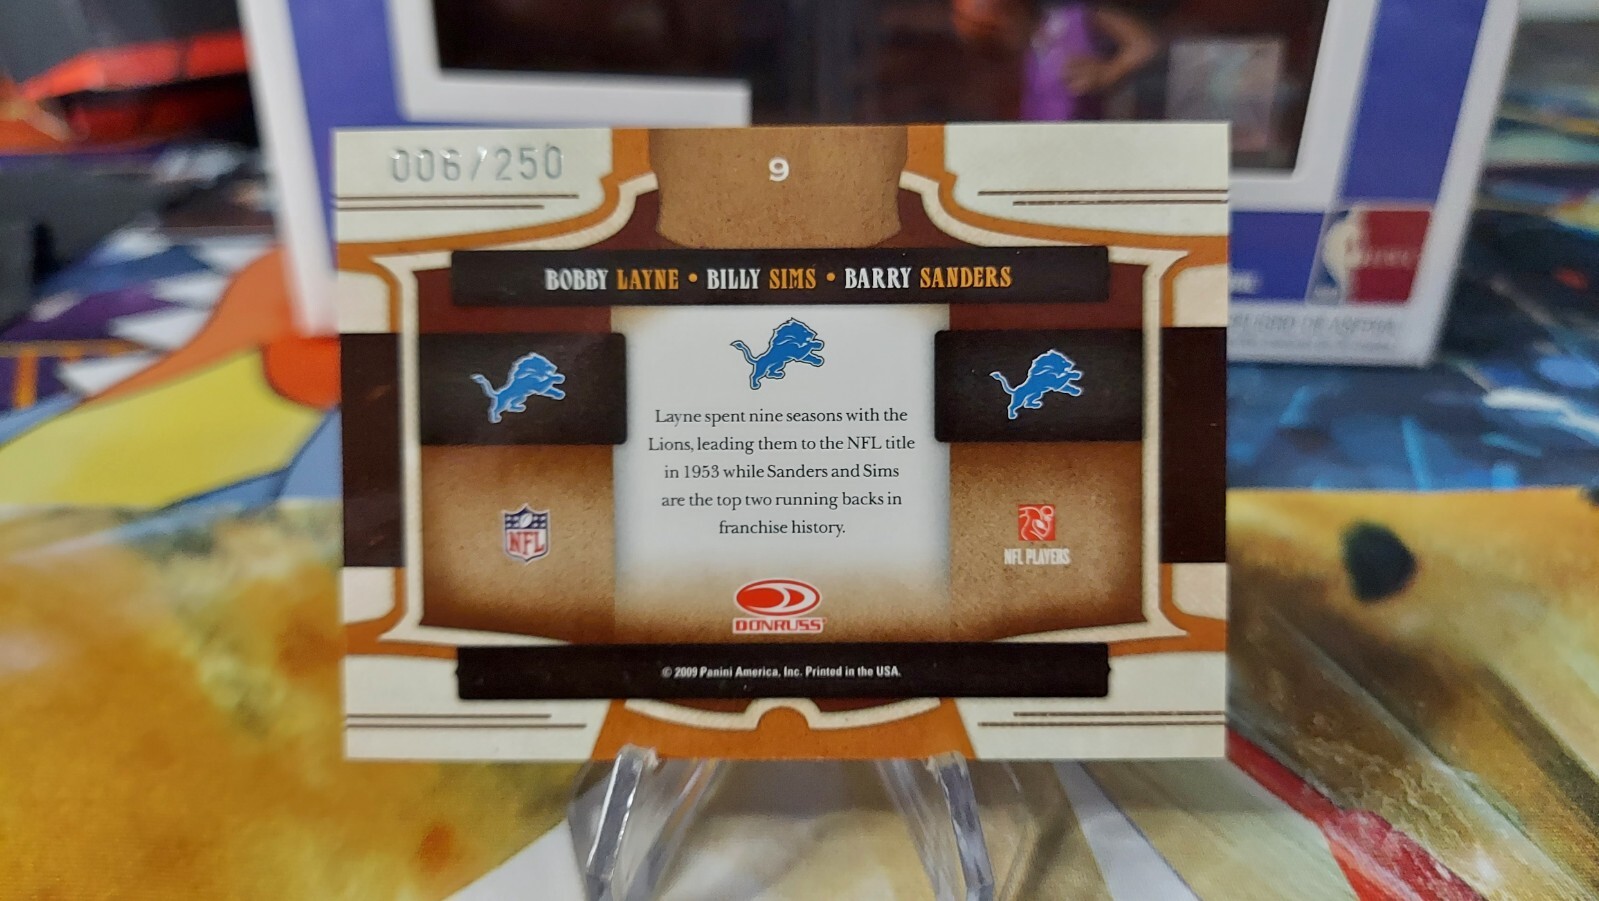 006/250
9
BOBBY LAYNE • BILLY SIMS • BARRY SANDERS
Layne spent nine seasons with the
Lions, leading them to the NFL title
in 1953 while Sanders and Sims
are the top two running backs in
franchise history.
NFL
NFL PLAYERS
DONRUSS
© 2009 Panini America, Inc. Printed in the USA.